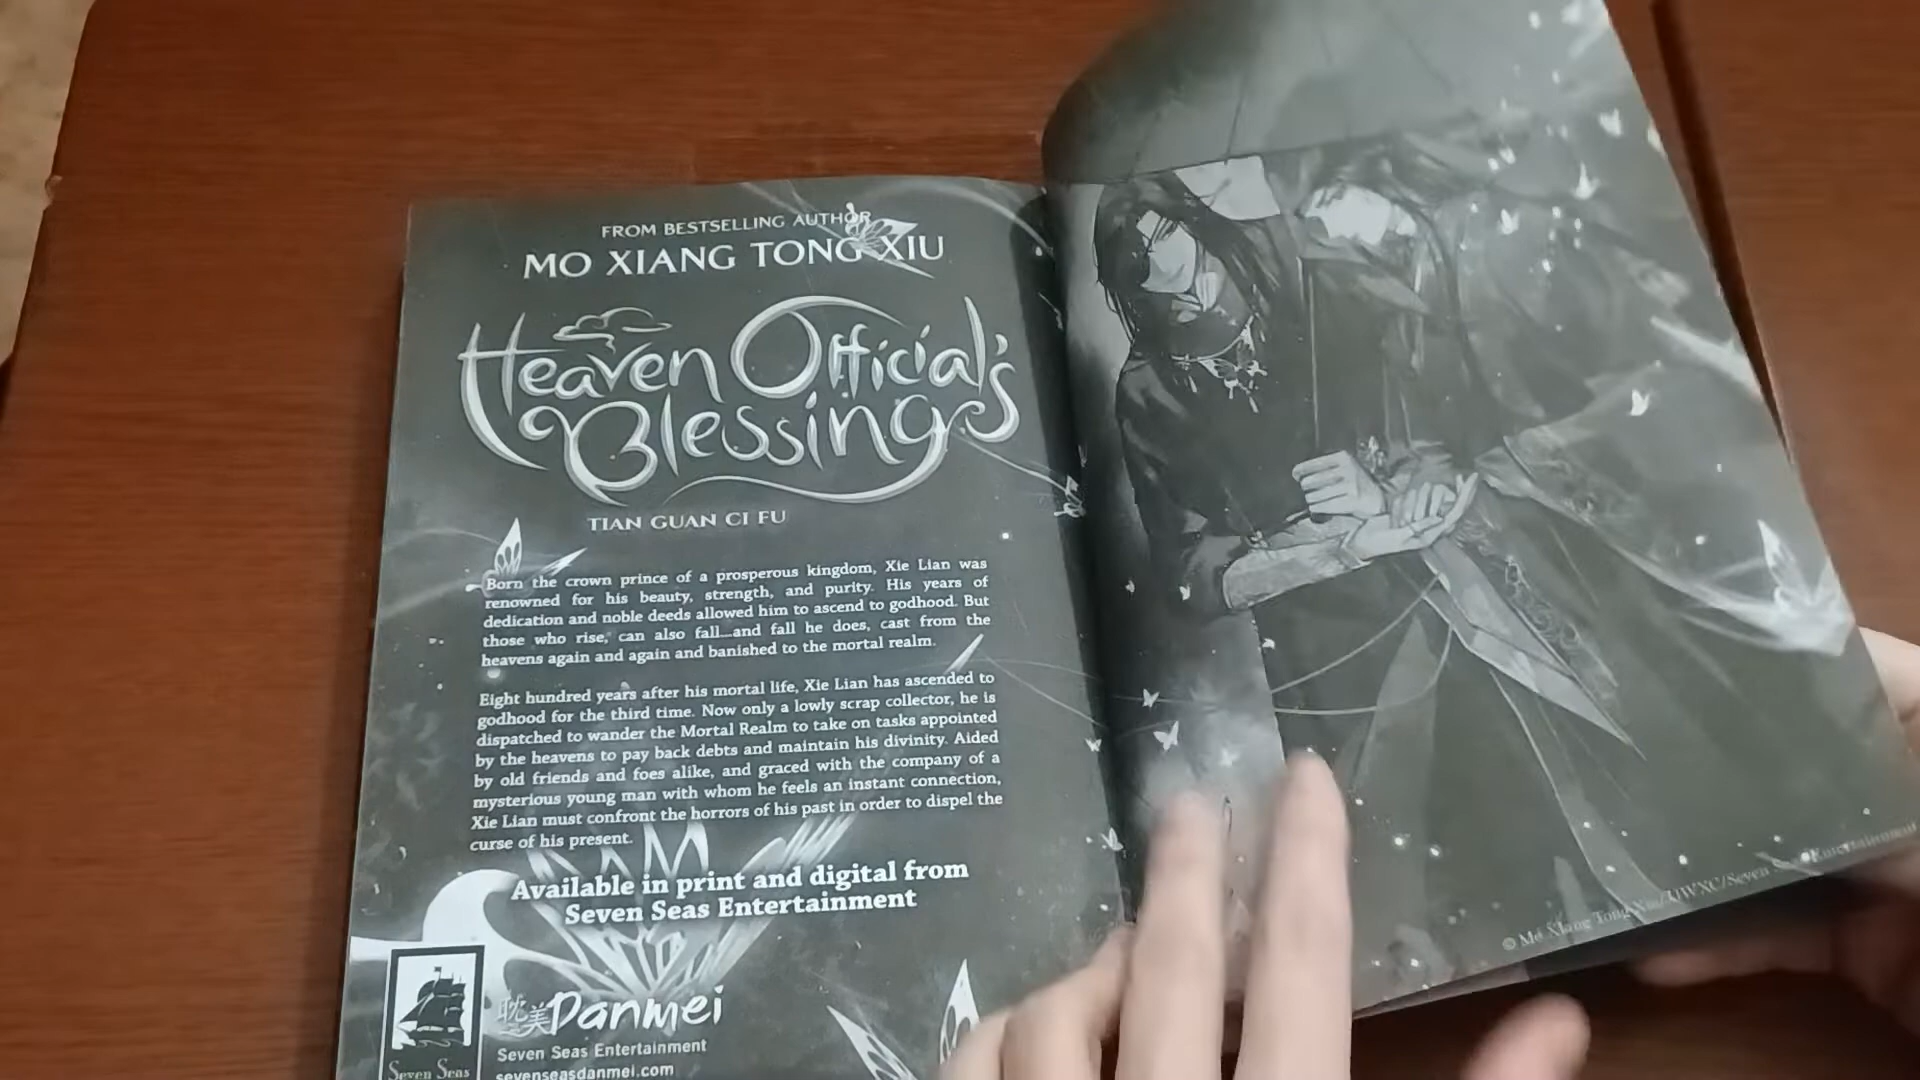 FROM BESTSELLING AUTHOR
MO XIANG TONG XIU
Heaven Official's
Blessing
TIAN GUAN CI FU
Born the crown prince of a prosperous kingdom, Xie Lian was
renowned for his beauty, strength, and purity. His years of
dedication and noble deeds allowed him to ascend to godhood. But
those who rise, can also fall—and fall he does, cast from the
heavens again and again and banished to the mortal realm.
Eight hundred years after his mortal life, Xie Lian has ascended to
godhood for the third time. Now only a lowly scrap collector, he is
dispatched to wander the Mortal Realm to take on tasks appointed
by the heavens to pay back debts and maintain his divinity. Aided
by old friends and foes alike, and graced with the company of a
mysterious young man with whom he feels an instant connection,
Xie Lian must confront the horrors of his past in order to dispel the
curse of his present.
Available in print and digital from
Seven Seas Entertainment
耽美 Danmei
Seven Seas
Seven Seas Entertainment
sevenseasdanmei.com
© Mo Xiang Tong Xiu/JJWXC/Seven Seas Entertainment